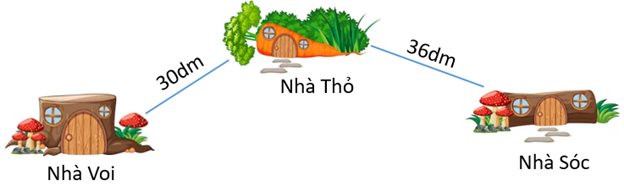 30dm
36dm
Nhà Thỏ
Nhà Voi
Nhà Sóc